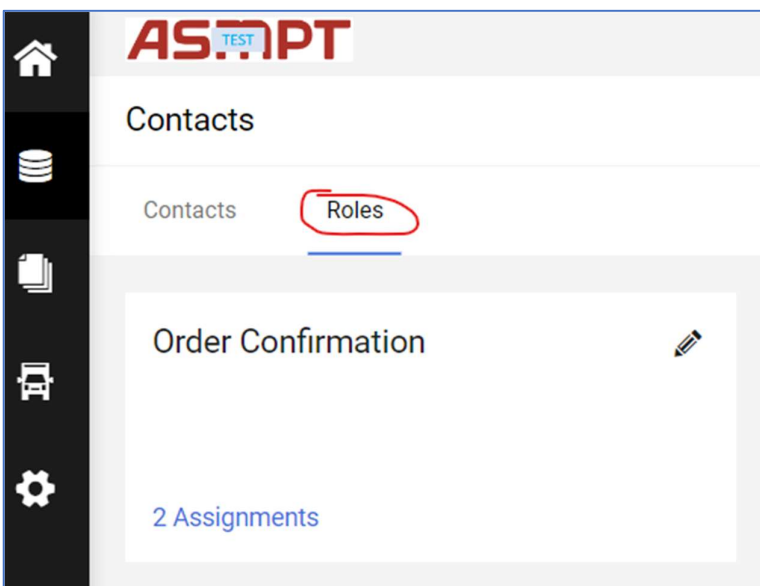 ASMPT
TEST
Contacts
Contacts Roles
Order Confirmation
2 Assignments